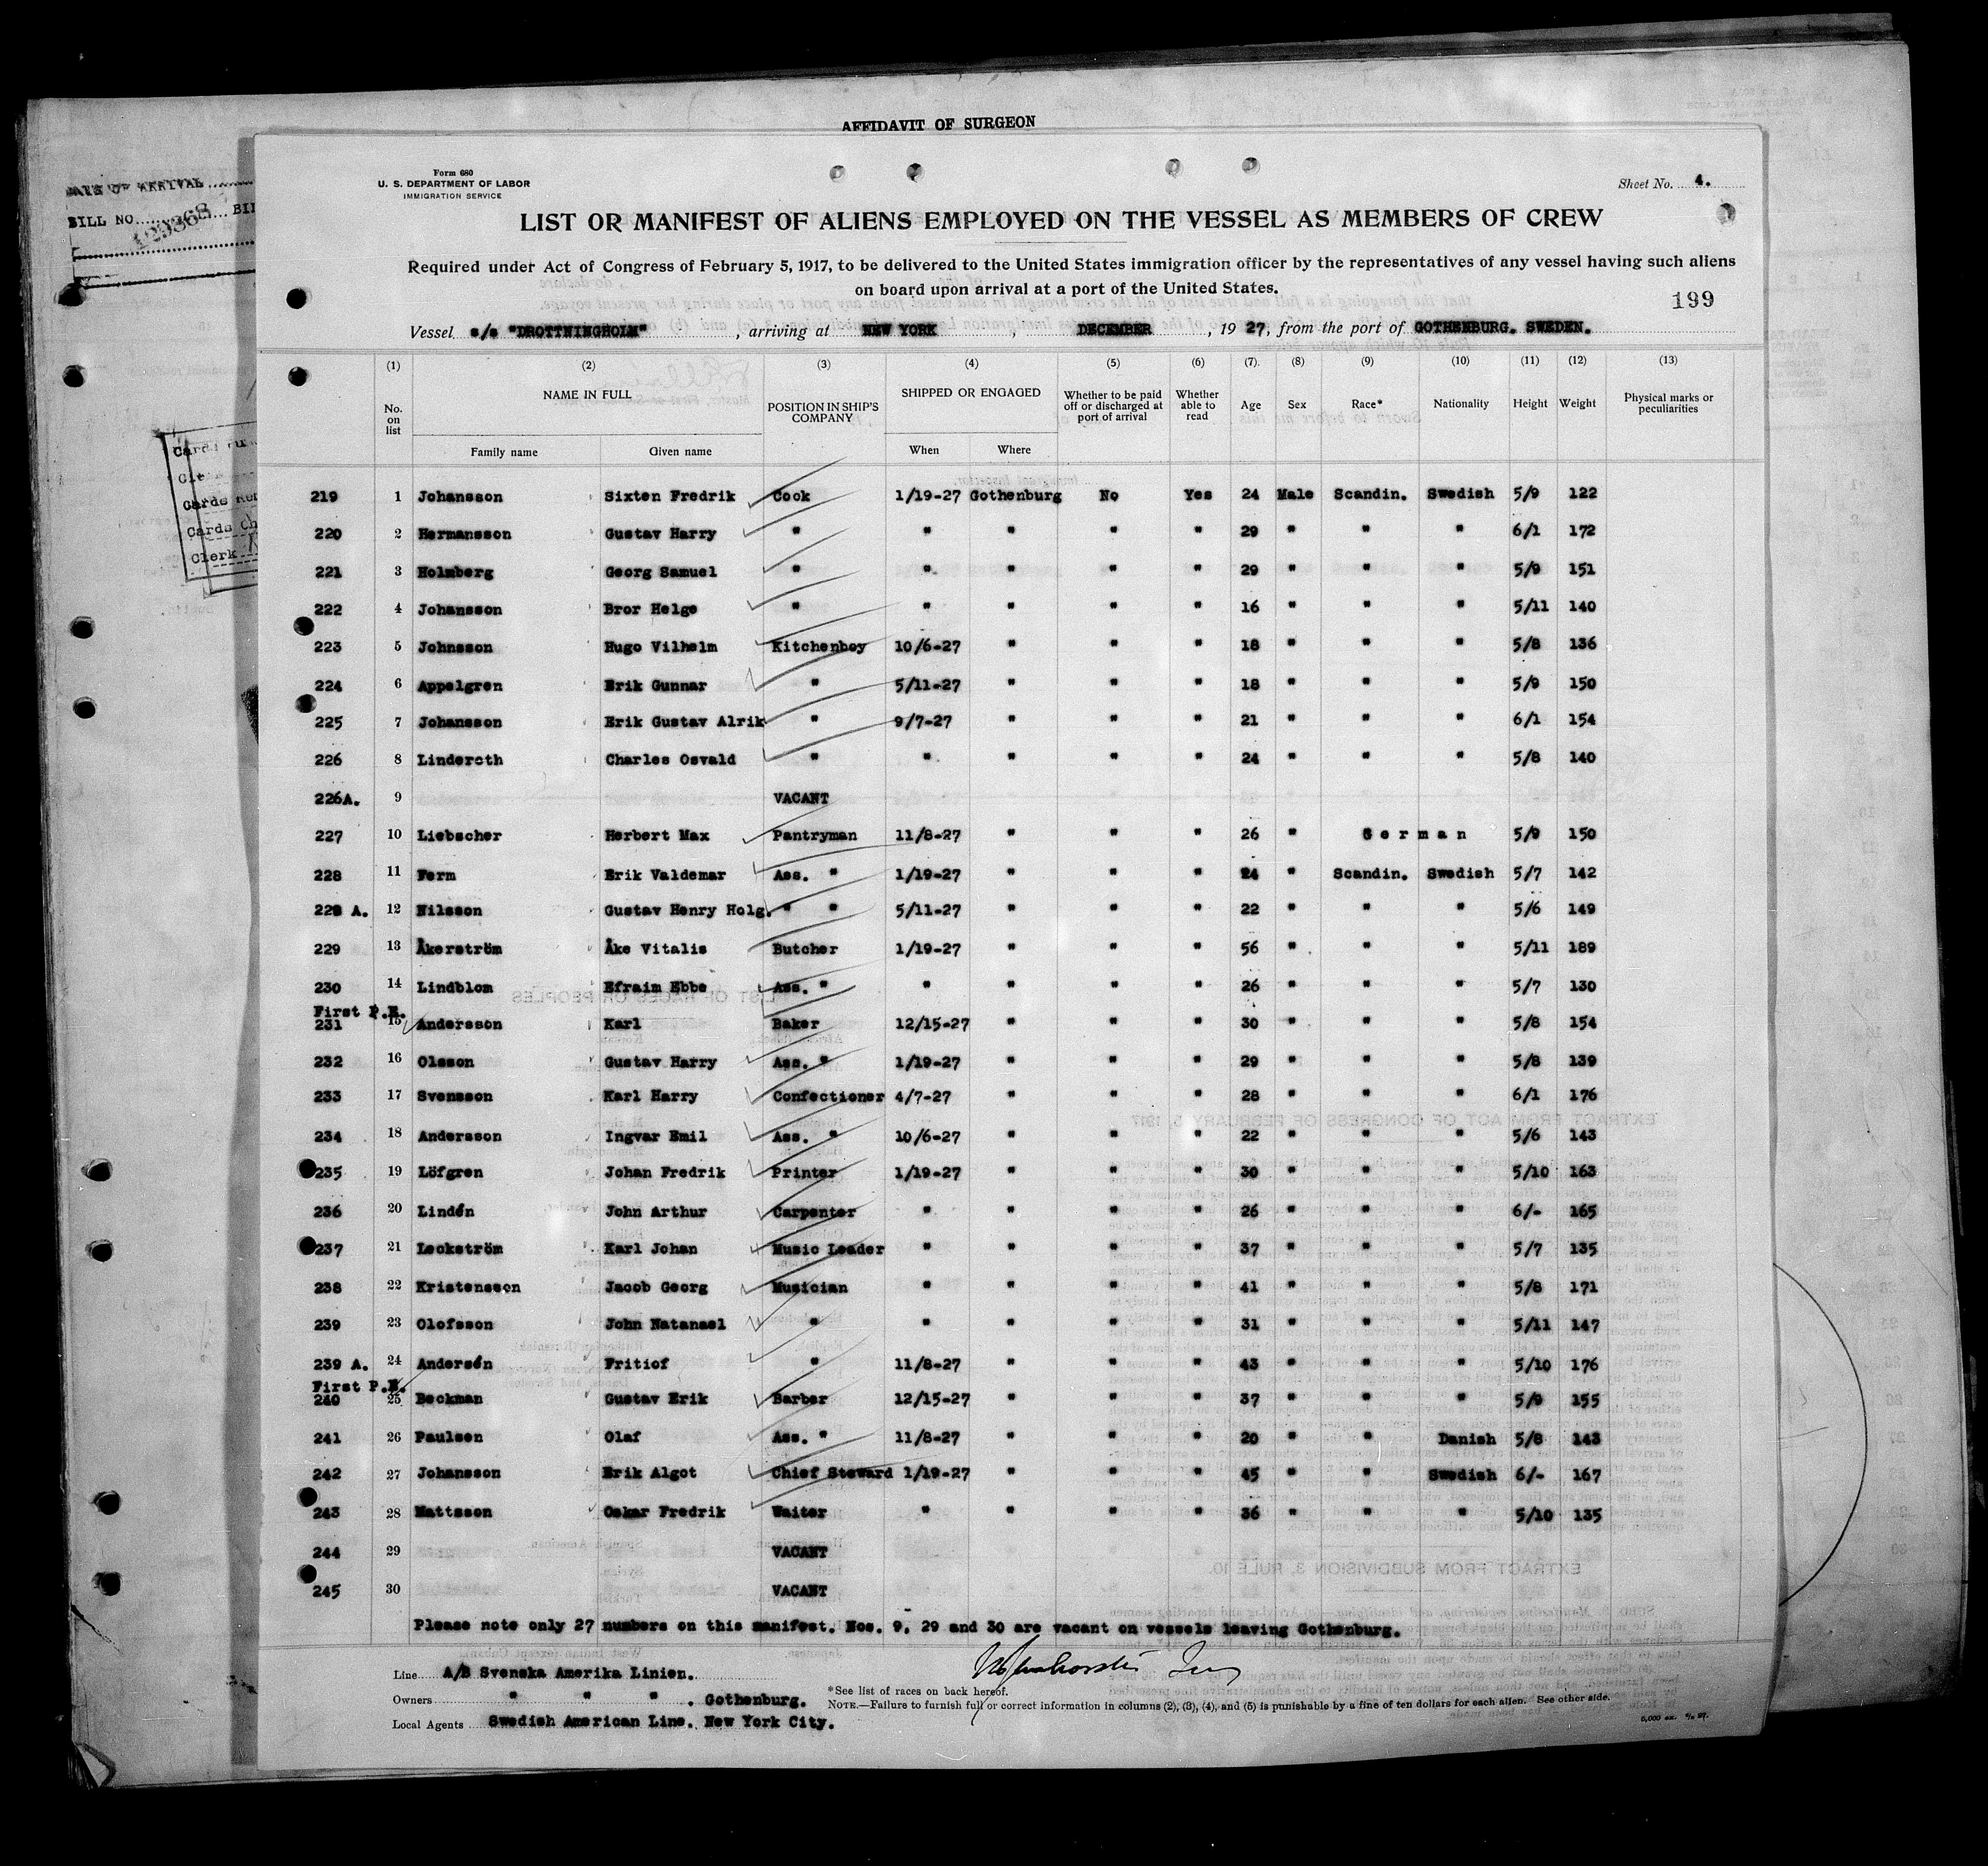 AFFIDAVIT OF SURGEON
Form 680
U. S. DEPARTMENT OF LABOR
IMMIGRATION SERVICE
Sheet No. 4.
BILL NO. 129368
LIST OR MANIFEST OF ALIENS EMPLOYED ON THE VESSEL AS MEMBERS OF CREW
Required under Act of Congress of February 5, 1917, to be delivered to the United States immigration officer by the representatives of any vessel having such aliens
on board upon arrival at a port of the United States.
199
Vessel s/s "DROTTNINGHOLM", arriving at NEW YORK, DECEMBER, 19 27, from the port of GOTHENBURG. SWEDEN.
(1) (2) (3) (4) (5) (6) (7) (8) (9) (10) (11) (12) (13)
No. on list NAME IN FULL POSITION IN SHIP'S COMPANY SHIPPED OR ENGAGED Whether to be paid off or discharged at port of arrival Whether able to read Age Sex Race* Nationality Height Weight Physical marks or peculiarities
Family name Given name When Where
219 1 Johansson Sixten Fredrik Cook 1/19-27 Gothenburg No Yes 24 Male Scandin. Swedish 5/9 122
220 2 Hermansson Gustav Harry " " " " " 29 " " " 6/1 172
221 3 Holmberg Georg Samuel " " " " " 29 " " " 5/9 151
222 4 Johansson Bror Helge " " " " " 16 " " " 5/11 140
223 5 Johnsson Hugo Vilhelm Kitchenboy 10/6-27 " " " 18 " " " 5/8 136
224 6 Appelgren Erik Gunnar " 5/11-27 " " " 18 " " " 5/9 150
225 7 Johansson Erik Gustav Alrik " 9/7-27 " " " 21 " " " 6/1 154
226 8 Linderoth Charles Osvald " " " " " 24 " " " 5/8 140
226A. 9 VACANT
227 10 Liebscher Herbert Max Pantryman 11/8-27 " " " 26 " German 5/9 150
228 11 Ferm Erik Valdemar Ass. " 1/19-27 " " " 24 " Scandin. Swedish 5/7 142
228 A. 12 Nilsson Gustav Henry Holg. " " 5/11-27 " " " 22 " " " 5/6 149
229 13 Åkerström Åke Vitalis Butcher 1/19-27 " " " 56 " " " 5/11 189
230 14 Lindblom Efraim Ebbe Ass. " " " " " 26 " " " 5/7 130
First P.E.
231 15 Andersson Karl Baker 12/15-27 " " " 30 " " " 5/8 154
232 16 Olsson Gustav Harry Ass. " 1/19-27 " " " 29 " " " 5/8 139
233 17 Svensson Karl Harry Confectioner 4/7-27 " " " 28 " " " 6/1 176
234 18 Andersson Ingvar Emil Ass. " 10/6-27 " " " 22 " " " 5/6 143
235 19 Löfgren Johan Fredrik Printer 1/19-27 " " " 30 " " " 5/10 163
236 20 Lindén John Arthur Carpenter " " " " 26 " " " 6/- 165
237 21 Leckström Karl Johan Music Leader " " " " 37 " " " 5/7 135
238 22 Kristensson Jacob Georg Musician " " " " 41 " " " 5/8 171
239 23 Olofsson John Natanael " " " " " 31 " " " 5/11 147
239 A. 24 Andersén Fritiof " 11/8-27 " " " 43 " " " 5/10 176
First P.E.
240 25 Beckman Gustav Erik Barber 12/15-27 " " " 37 " " " 5/9 155
241 26 Paulsen Olaf Ass. " 11/8-27 " " " 20 " " Danish 5/8 143
242 27 Johansson Erik Algot Chief Steward 1/19-27 " " " 45 " " Swedish 6/- 167
243 28 Mattsson Oskar Fredrik Waiter " " " " 36 " " " 5/10 135
244 29 VACANT
245 30 VACANT
Please note only 27 numbers on this manifest. Nos. 9, 29 and 30 are vacant on vessels leaving Gothenburg.
Line A/B Svenska Amerika Linien.
Owners " " " . Gothenburg.
Local Agents Swedish American Line. New York City.
*See list of races on back hereof.
NOTE.—Failure to furnish full or correct information in columns (2), (3), (4), and (5) is punishable by a fine of ten dollars for each alien. See other side.